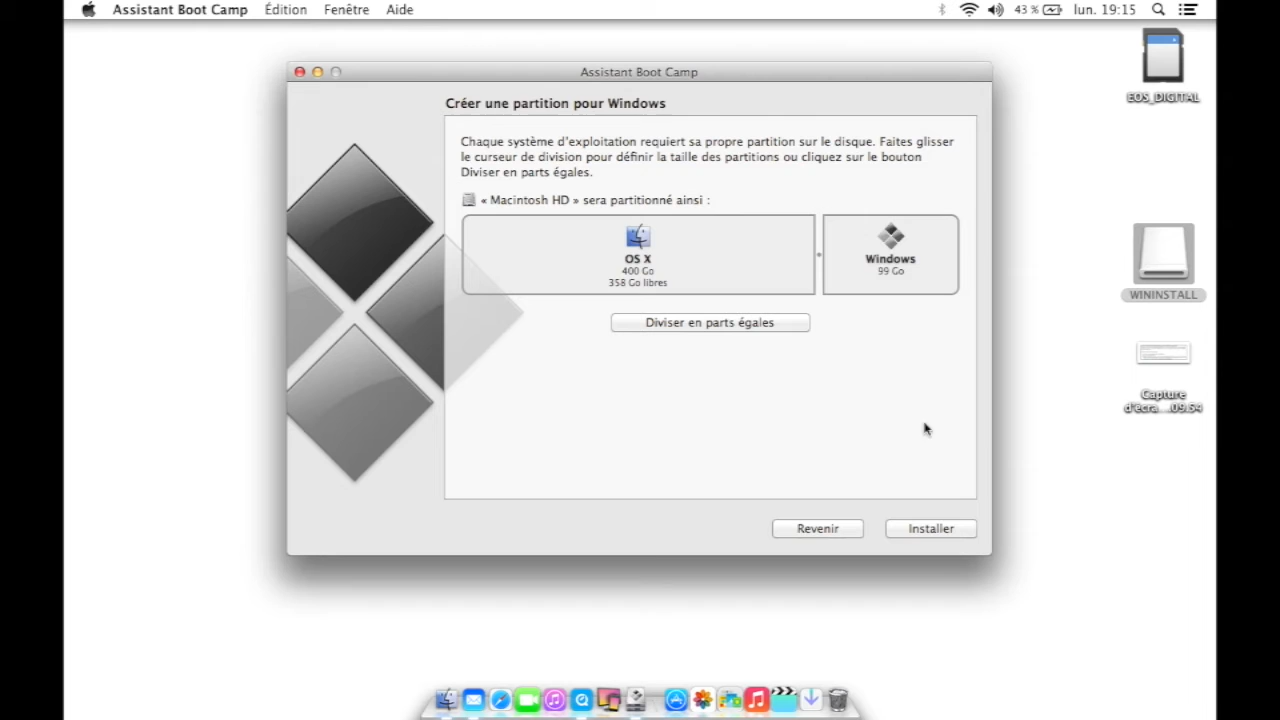 Assistant Boot Camp Édition Fenêtre Aide 43 % lun. 19:15
EOS_DIGITAL
Assistant Boot Camp
Créer une partition pour Windows
Chaque système d'exploitation requiert sa propre partition sur le disque. Faites glisser
le curseur de division pour définir la taille des partitions ou cliquez sur le bouton
Diviser en parts égales.
« Macintosh HD » sera partitionné ainsi :
OS X
400 Go
358 Go libres
Windows
99 Go
Diviser en parts égales
WININSTALL
Capture
d'écra... .09.54
Revenir
Installer